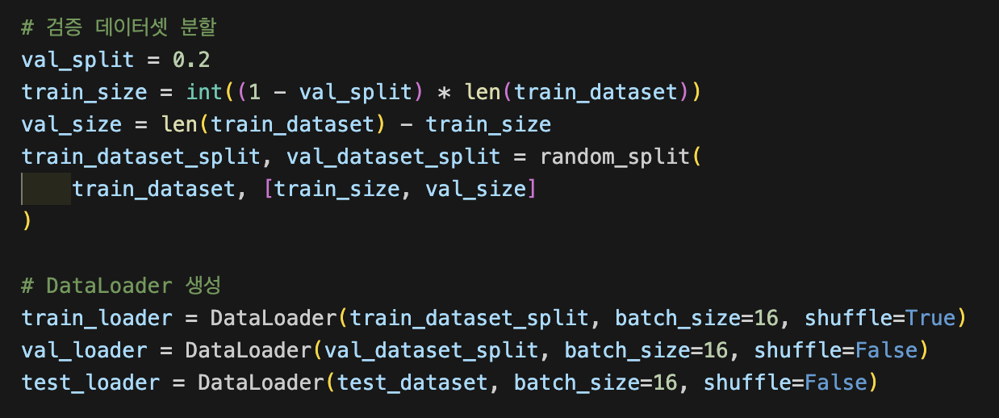 # 검증 데이터셋 분할
val_split = 0.2
train_size = int((1 - val_split) * len(train_dataset))
val_size = len(train_dataset) - train_size
train_dataset_split, val_dataset_split = random_split(
    train_dataset, [train_size, val_size]
)

# DataLoader 생성
train_loader = DataLoader(train_dataset_split, batch_size=16, shuffle=True)
val_loader = DataLoader(val_dataset_split, batch_size=16, shuffle=False)
test_loader = DataLoader(test_dataset, batch_size=16, shuffle=False)